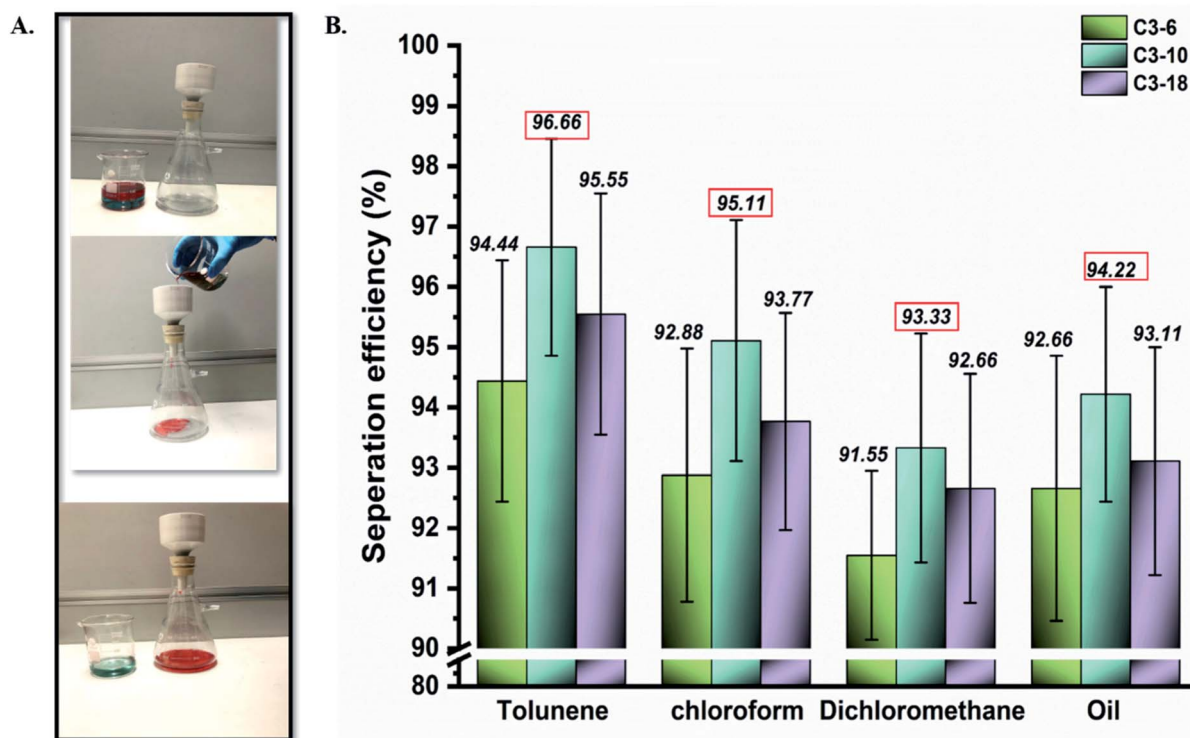 A.
B.
Seperation efficiency (%)
100
99
98
97
96
95
94
93
92
91
90
80
C3-6
C3-10
C3-18
94.44
96.66
95.55
92.88
95.11
93.77
91.55
93.33
92.66
92.66
94.22
93.11
Tolunene
chloroform
Dichloromethane
Oil